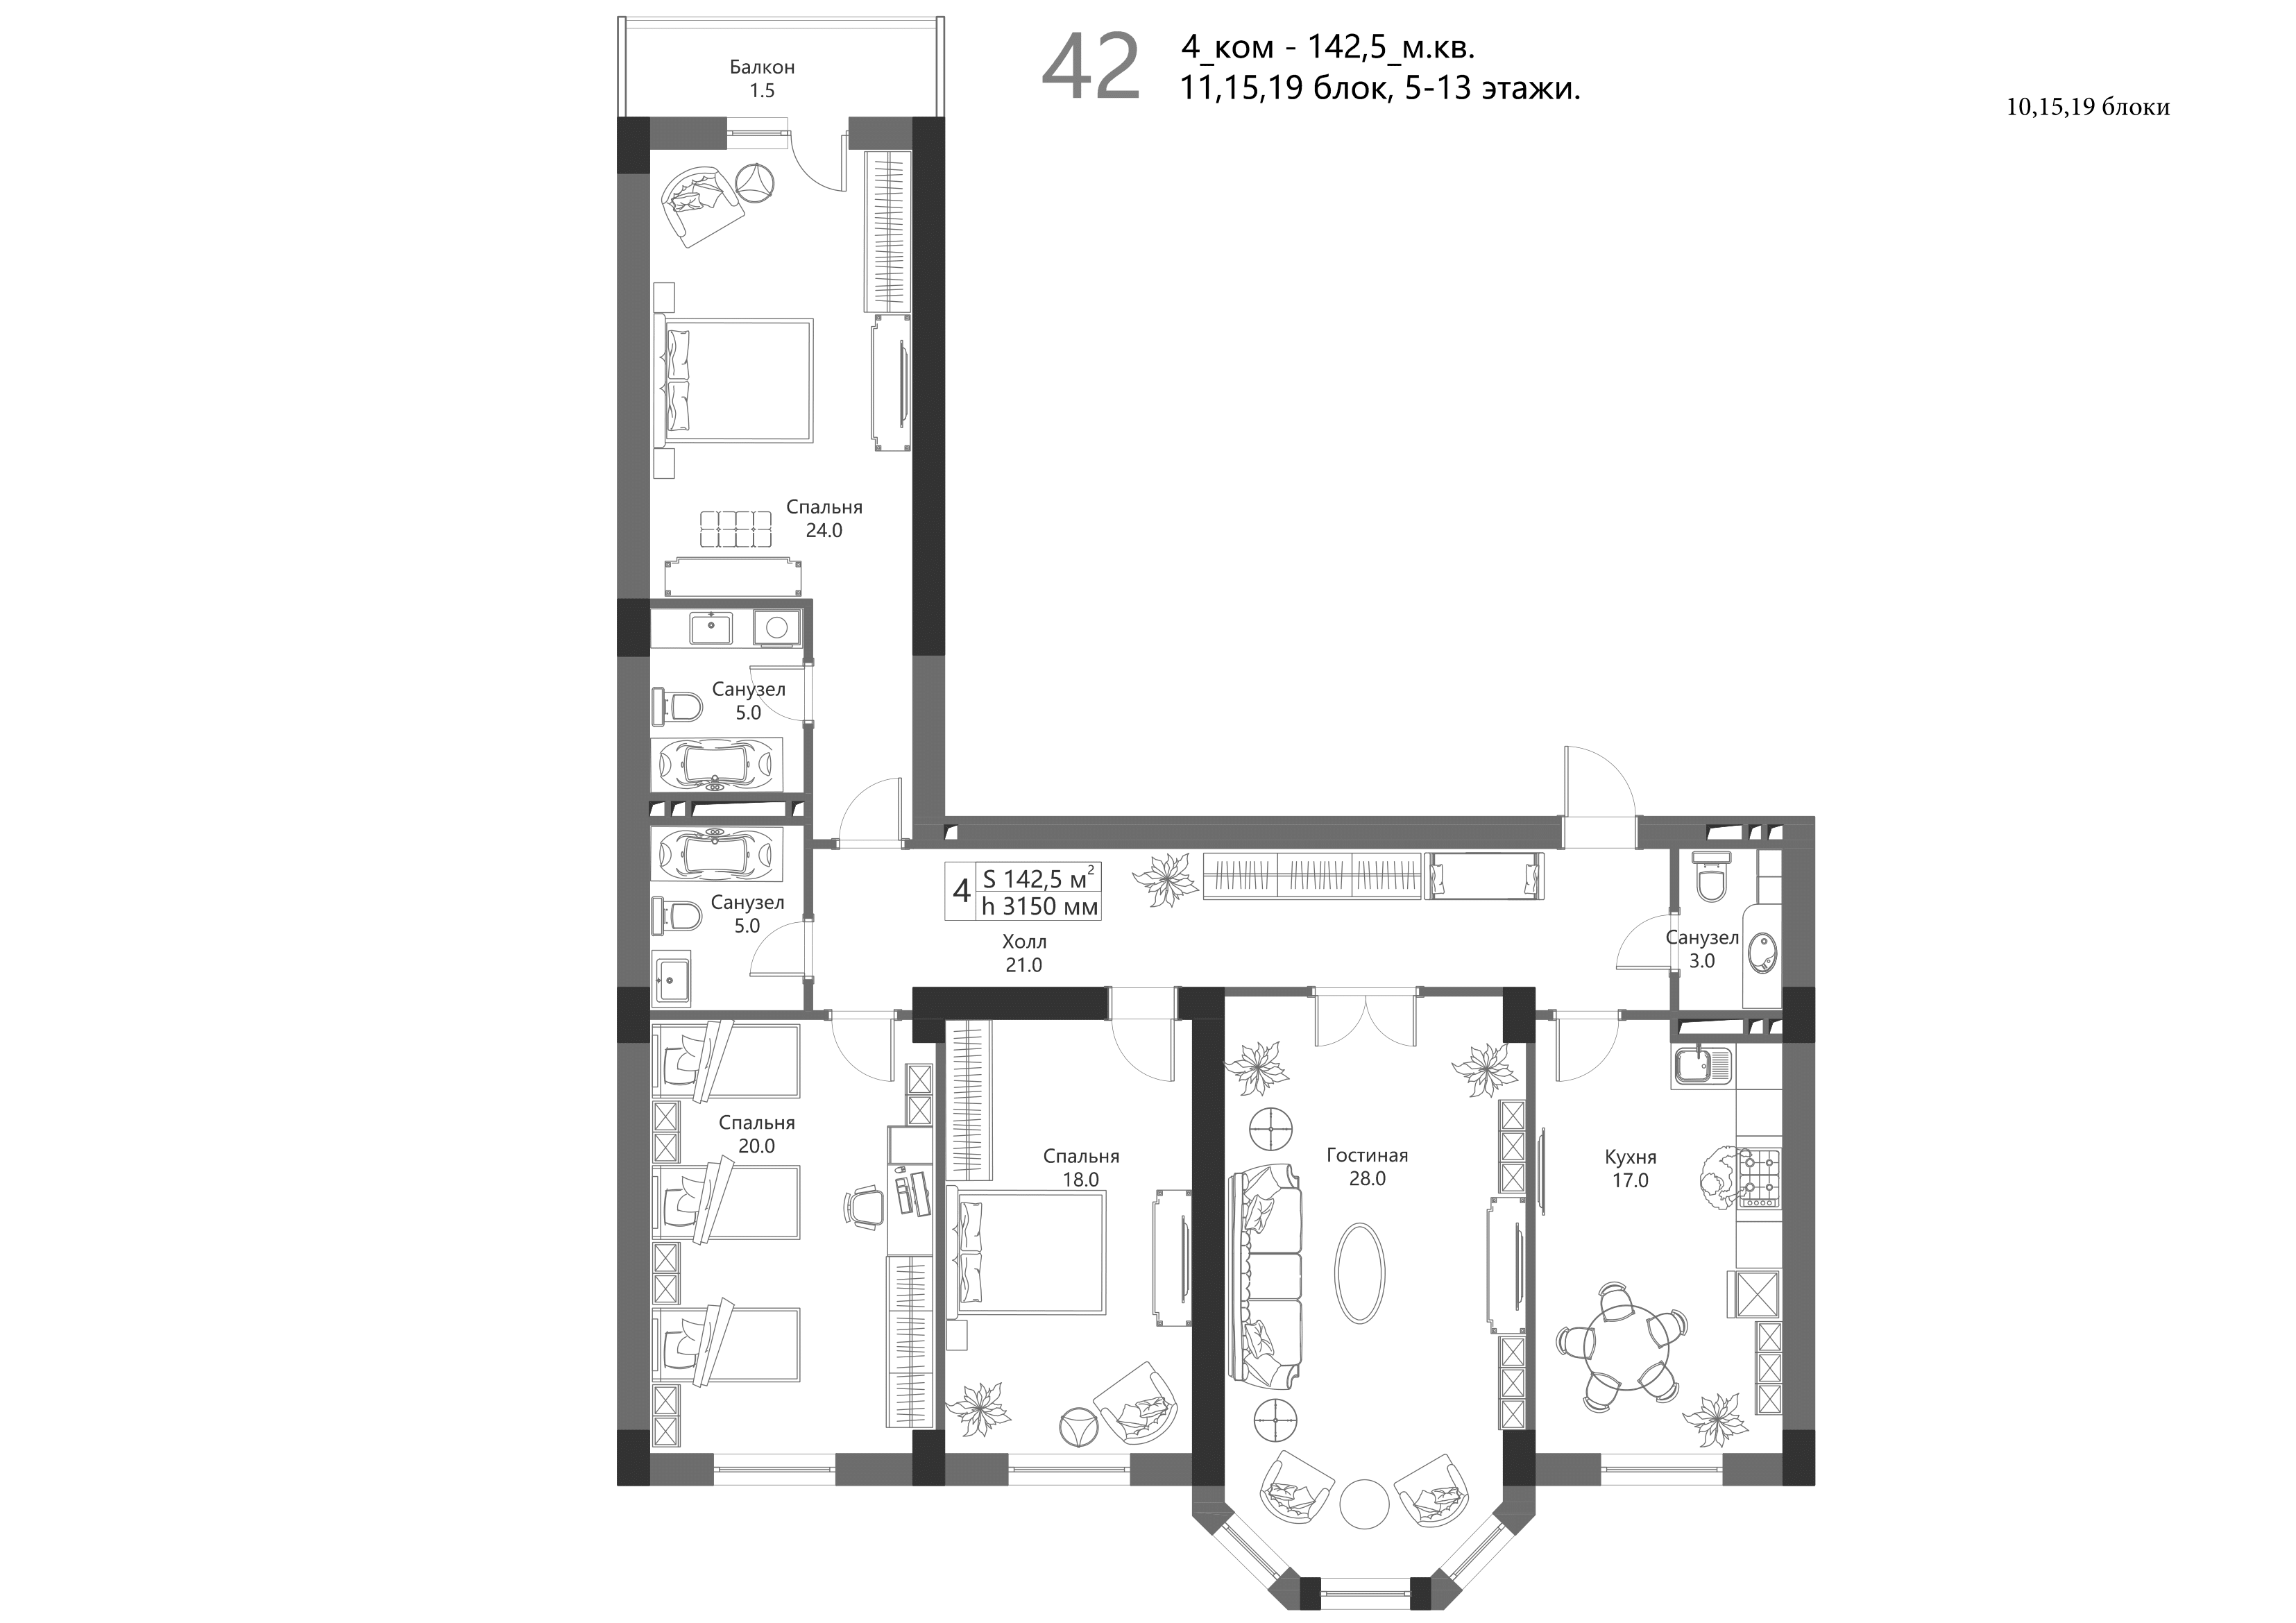 42
4_ком - 142,5_м.кв.
11,15,19 блок, 5-13 этажи.
10,15,19 блоки
Балкон
1.5
Спальня
24.0
Санузел
5.0
Санузел
5.0
4
S 142,5 м²
h 3150 мм
Холл
21.0
Санузел
3.0
Спальня
20.0
Спальня
18.0
Гостиная
28.0
Кухня
17.0